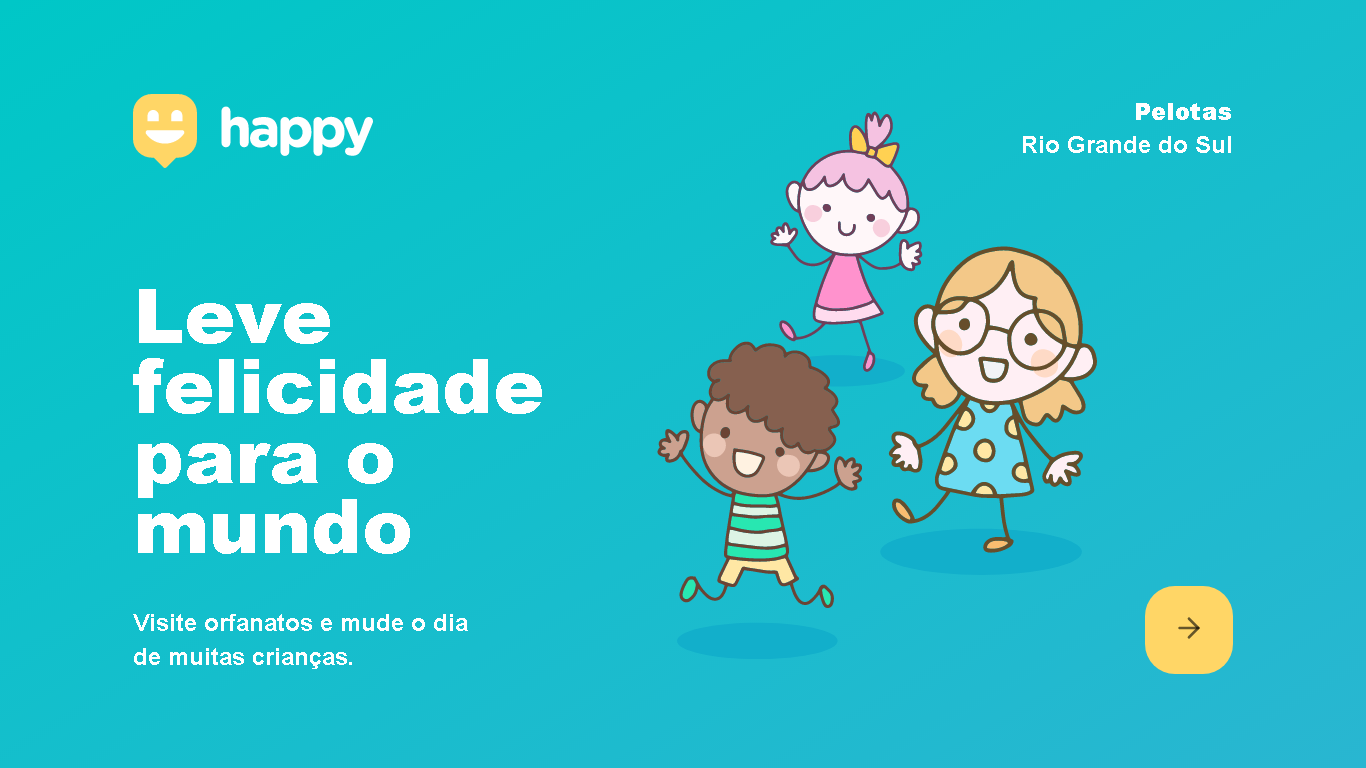 happy
Pelotas
Rio Grande do Sul
Leve
felicidade
para o
mundo
Visite orfanatos e mude o dia
de muitas crianças.